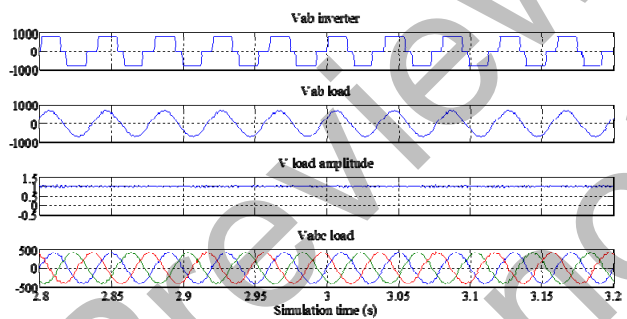 Vab inverter
1000
0
-1000
Vab load
1000
0
-1000
V load amplitude
1.5
1
0.5
0
-0.5
Vabc load
500
0
-500
2.8 2.85 2.9 2.95 3 3.05 3.1 3.15 3.2
Simulation time (s)
Preview